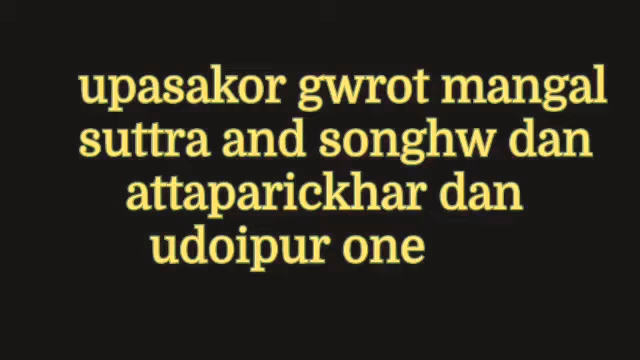 upasakor gwrot mangal
suttra and songhw dan
attaparickhar dan
udoipur one